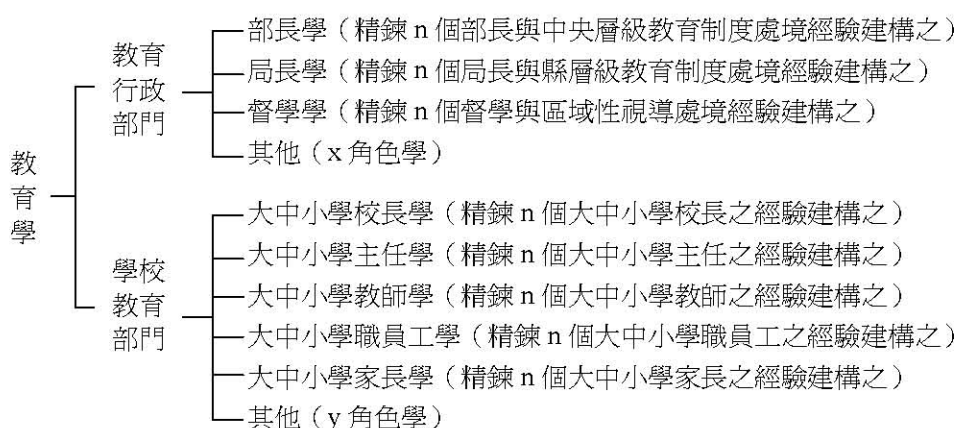 教育學
教育行政部門
部長學（精鍊 n 個部長與中央層級教育制度處境經驗建構之）
局長學（精鍊 n 個局長與縣層級教育制度處境經驗建構之）
督學學（精鍊 n 個督學與區域性視導處境經驗建構之）
其他（x 角色學）
學校教育部門
大中小學校長學（精鍊 n 個大中小學校長之經驗建構之）
大中小學主任學（精鍊 n 個大中小學主任之經驗建構之）
大中小學教師學（精鍊 n 個大中小學教師之經驗建構之）
大中小學職員工學（精鍊 n 個大中小學職員工之經驗建構之）
大中小學家長學（精鍊 n 個大中小學家長之經驗建構之）
其他（y 角色學）